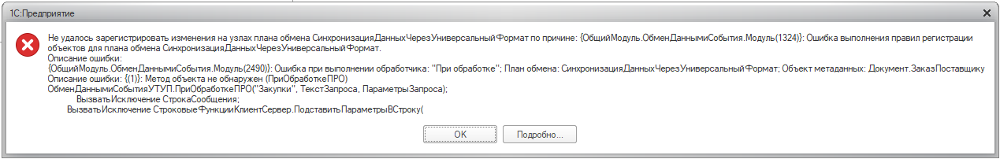 1С:Предприятие
Не удалось зарегистрировать изменения на узлах плана обмена СинхронизацияДанныхЧерезУниверсальныйФормат по причине: {ОбщийМодуль.ОбменДаннымиСобытия.Модуль(1324)}: Ошибка выполнения правил регистрации
объектов для плана обмена СинхронизацияДанныхЧерезУниверсальныйФормат.
Описание ошибки:
{ОбщийМодуль.ОбменДаннымиСобытия.Модуль(2490)}: Ошибка при выполнении обработчика: "При обработке"; План обмена: СинхронизацияДанныхЧерезУниверсальныйФормат; Объект метаданных: Документ.ЗаказПоставщику
Описание ошибки: {(1)}: Метод объекта не обнаружен (ПриОбработкеПРО)
ОбменДаннымиСобытияУТУП.ПриОбработкеПРО("Закупки", ТекстЗапроса, ПараметрыЗапроса);
ВызватьИсключение СтрокаСообщения;
ВызватьИсключение СтроковыеФункцииКлиентСервер.ПодставитьПараметрыВСтроку(
OK
Подробно...